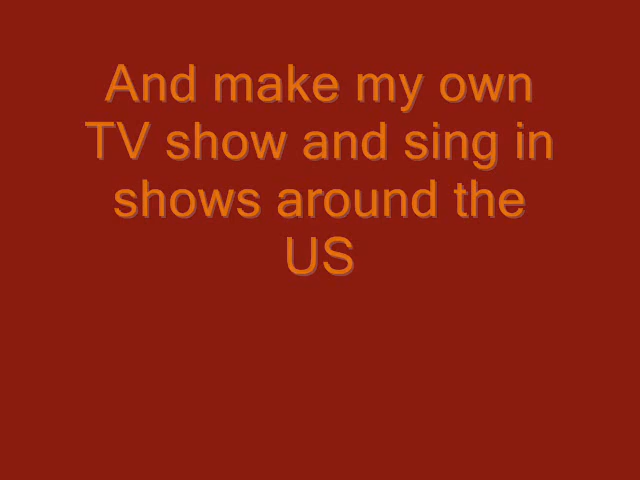 And make my own
TV show and sing in
shows around the
US